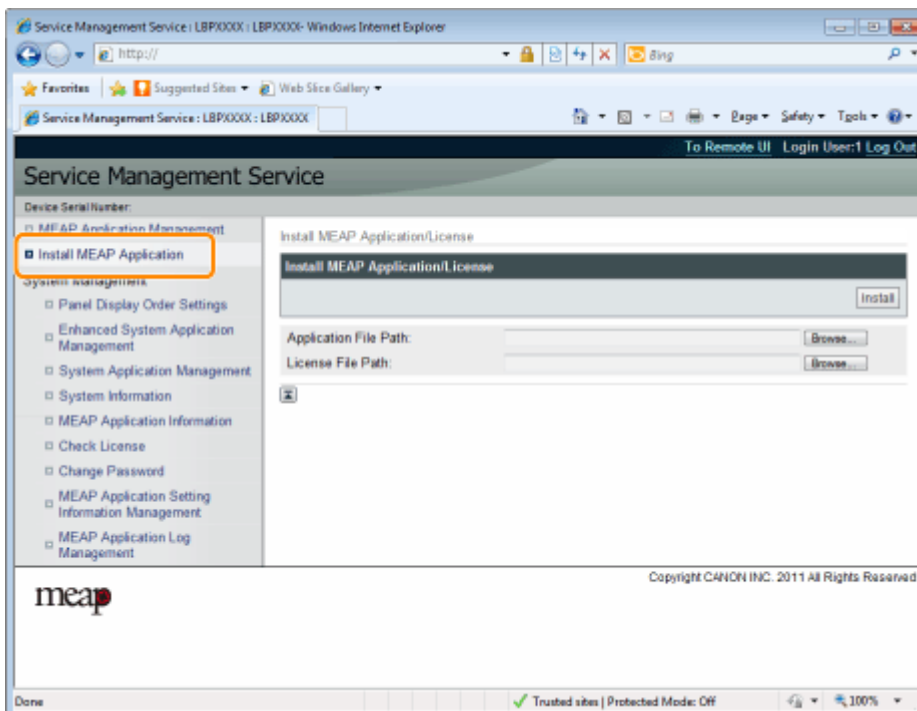 Service Management Service : LBPXXXX : LBPXXXX- Windows Internet Explorer
http://
Bing
Favorites
Suggested Sites
Web Slice Gallery
Service Management Service : LBPXXXX : LBPXXXX
Page
Safety
Tools
To Remote UI Login User:1 Log Out
Service Management Service
Device Serial Number:
MEAP Application Management
Install MEAP Application
System Management
Panel Display Order Settings
Enhanced System Application
Management
System Application Management
System Information
MEAP Application Information
Check License
Change Password
MEAP Application Setting
Information Management
MEAP Application Log
Management
Install MEAP Application/License
Install MEAP Application/License
Install
Application File Path:
Browse...
License File Path:
Browse...
Copyright CANON INC. 2011 All Rights Reserved
meap
Done
Trusted sites | Protected Mode: Off
100%